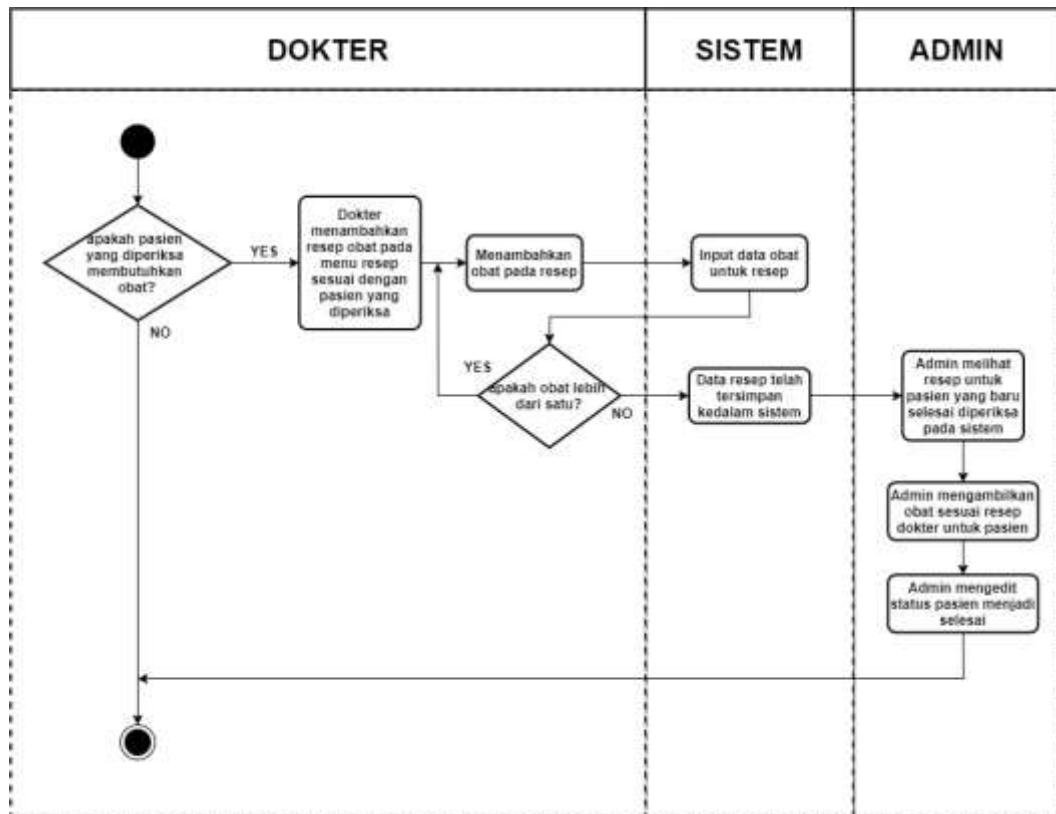 DOKTER
SISTEM
ADMIN
apakah pasien
yang diperiksa
membutuhkan
obat?
YES
NO
Dokter
menambahkan
resep obat pada
menu resep
sesuai dengan
pasien yang
diperiksa
Menambahkan
obat pada resep
Input data obat
untuk resep
apakah obat lebih
dari satu?
YES
NO
Data resep telah
tersimpan
kedalam sistem
Admin melihat
resep untuk
pasien yang baru
selesai diperiksa
pada sistem
Admin mengambilkan
obat sesuai resep
dokter untuk pasien
Admin mengedit
status pasien menjadi
selesai